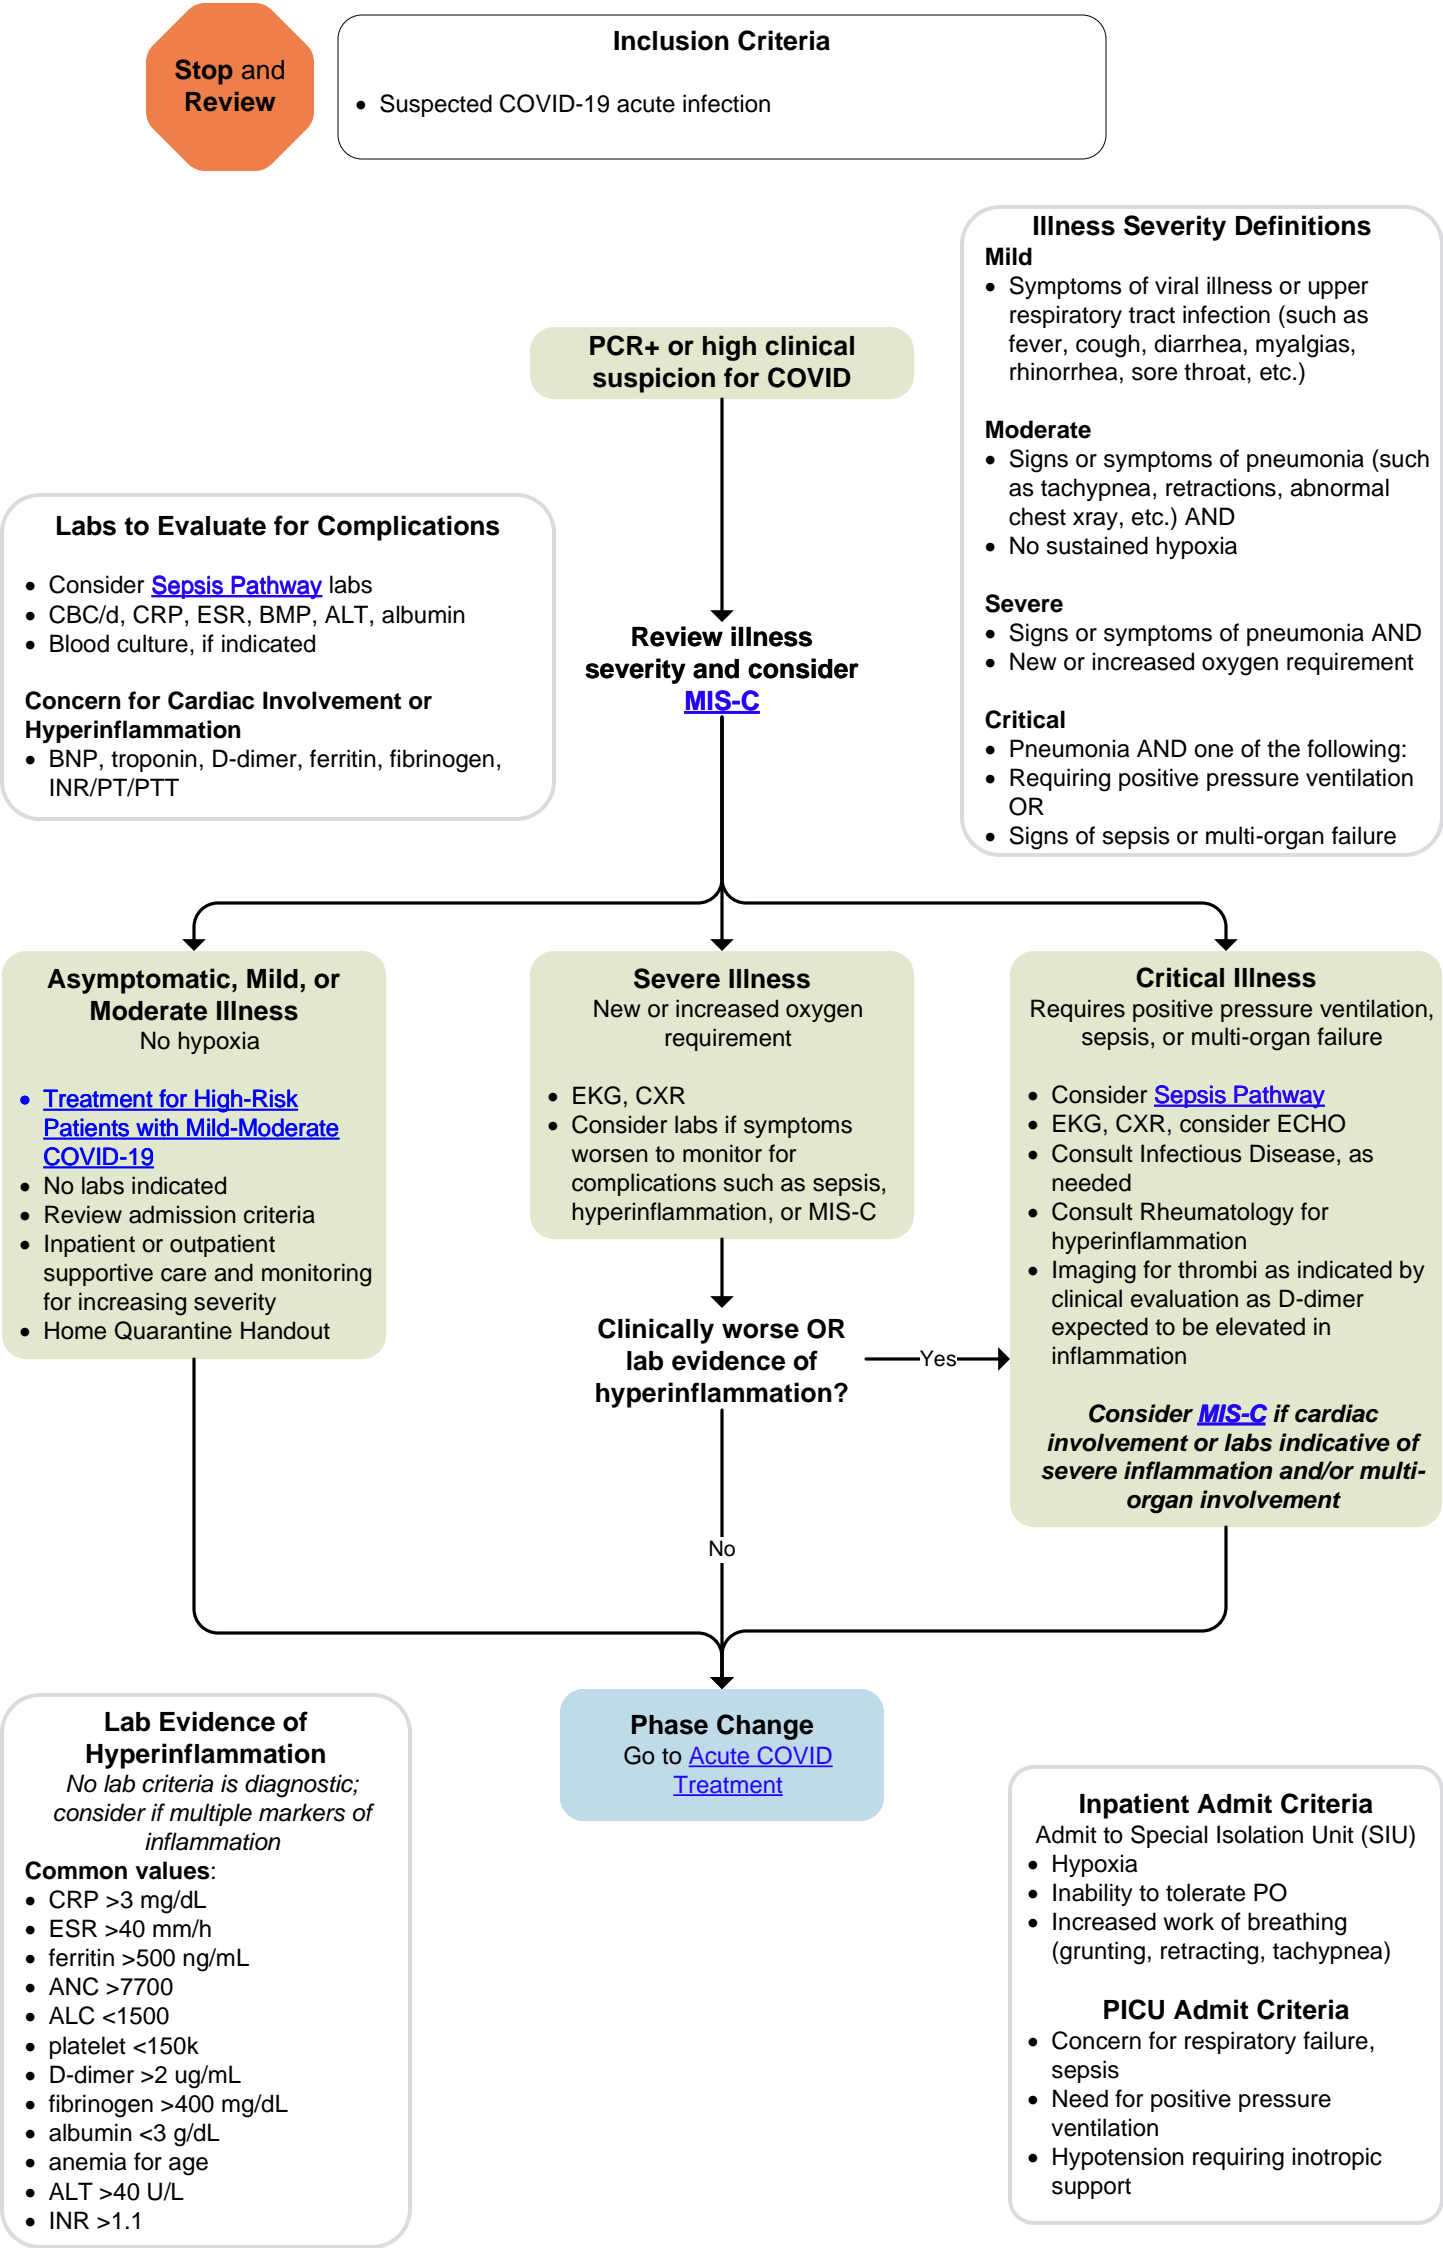 Stop and
Review
Inclusion Criteria
• Suspected COVID-19 acute infection
Illness Severity Definitions
Mild
• Symptoms of viral illness or upper
respiratory tract infection (such as
fever, cough, diarrhea, myalgias,
rhinorrhea, sore throat, etc.)
Moderate
• Signs or symptoms of pneumonia (such
as tachypnea, retractions, abnormal
chest xray, etc.) AND
• No sustained hypoxia
Severe
• Signs or symptoms of pneumonia AND
• New or increased oxygen requirement
Critical
• Pneumonia AND one of the following:
• Requiring positive pressure ventilation
OR
• Signs of sepsis or multi-organ failure
PCR+ or high clinical
suspicion for COVID
Labs to Evaluate for Complications
• Consider Sepsis Pathway labs
• CBC/d, CRP, ESR, BMP, ALT, albumin
• Blood culture, if indicated
Concern for Cardiac Involvement or
Hyperinflammation
• BNP, troponin, D-dimer, ferritin, fibrinogen,
INR/PT/PTT
Review illness
severity and consider
MIS-C
Asymptomatic, Mild, or
Moderate Illness
No hypoxia
• Treatment for High-Risk
Patients with Mild-Moderate
COVID-19
• No labs indicated
• Review admission criteria
• Inpatient or outpatient
supportive care and monitoring
for increasing severity
• Home Quarantine Handout
Severe Illness
New or increased oxygen
requirement
• EKG, CXR
• Consider labs if symptoms
worsen to monitor for
complications such as sepsis,
hyperinflammation, or MIS-C
Clinically worse OR
lab evidence of
hyperinflammation?
Yes
No
Critical Illness
Requires positive pressure ventilation,
sepsis, or multi-organ failure
• Consider Sepsis Pathway
• EKG, CXR, consider ECHO
• Consult Infectious Disease, as
needed
• Consult Rheumatology for
hyperinflammation
• Imaging for thrombi as indicated by
clinical evaluation as D-dimer
expected to be elevated in
inflammation
Consider MIS-C if cardiac
involvement or labs indicative of
severe inflammation and/or multi-
organ involvement
Phase Change
Go to Acute COVID
Treatment
Lab Evidence of
Hyperinflammation
No lab criteria is diagnostic;
consider if multiple markers of
inflammation
Common values:
• CRP >3 mg/dL
• ESR >40 mm/h
• ferritin >500 ng/mL
• ANC >7700
• ALC <1500
• platelet <150k
• D-dimer >2 ug/mL
• fibrinogen >400 mg/dL
• albumin <3 g/dL
• anemia for age
• ALT >40 U/L
• INR >1.1
Inpatient Admit Criteria
Admit to Special Isolation Unit (SIU)
• Hypoxia
• Inability to tolerate PO
• Increased work of breathing
(grunting, retracting, tachypnea)
PICU Admit Criteria
• Concern for respiratory failure,
sepsis
• Need for positive pressure
ventilation
• Hypotension requiring inotropic
support